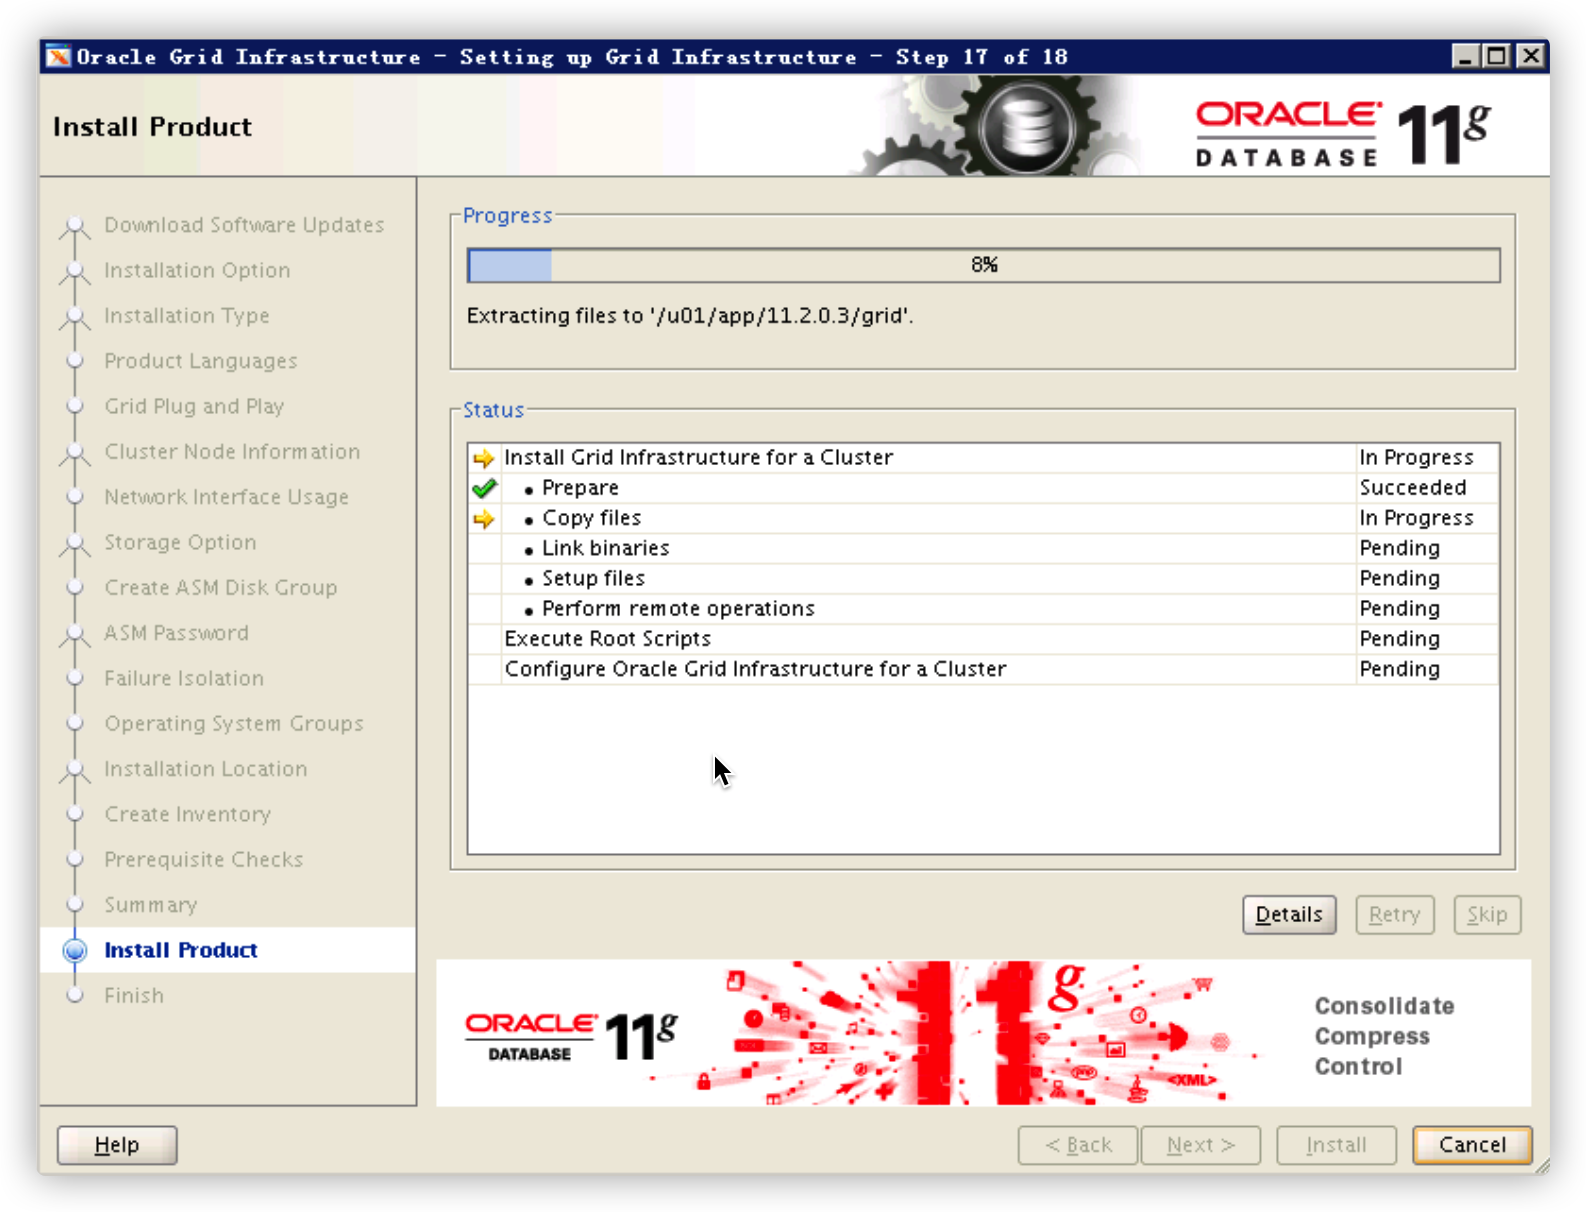 Oracle Grid Infrastructure - Setting up Grid Infrastructure - Step 17 of 18
Install Product
ORACLE
DATABASE
11g
Download Software Updates
Installation Option
Installation Type
Product Languages
Grid Plug and Play
Cluster Node Information
Network Interface Usage
Storage Option
Create ASM Disk Group
ASM Password
Failure Isolation
Operating System Groups
Installation Location
Create Inventory
Prerequisite Checks
Summary
Install Product
Finish
Progress
8%
Extracting files to '/u01/app/11.2.0.3/grid'.
Status
Install Grid Infrastructure for a Cluster In Progress
• Prepare Succeeded
• Copy files In Progress
• Link binaries Pending
• Setup files Pending
• Perform remote operations Pending
Execute Root Scripts Pending
Configure Oracle Grid Infrastructure for a Cluster Pending
Details Retry Skip
ORACLE
DATABASE
11g
11g
php
<XML>
Consolidate
Compress
Control
Help < Back Next > Install Cancel